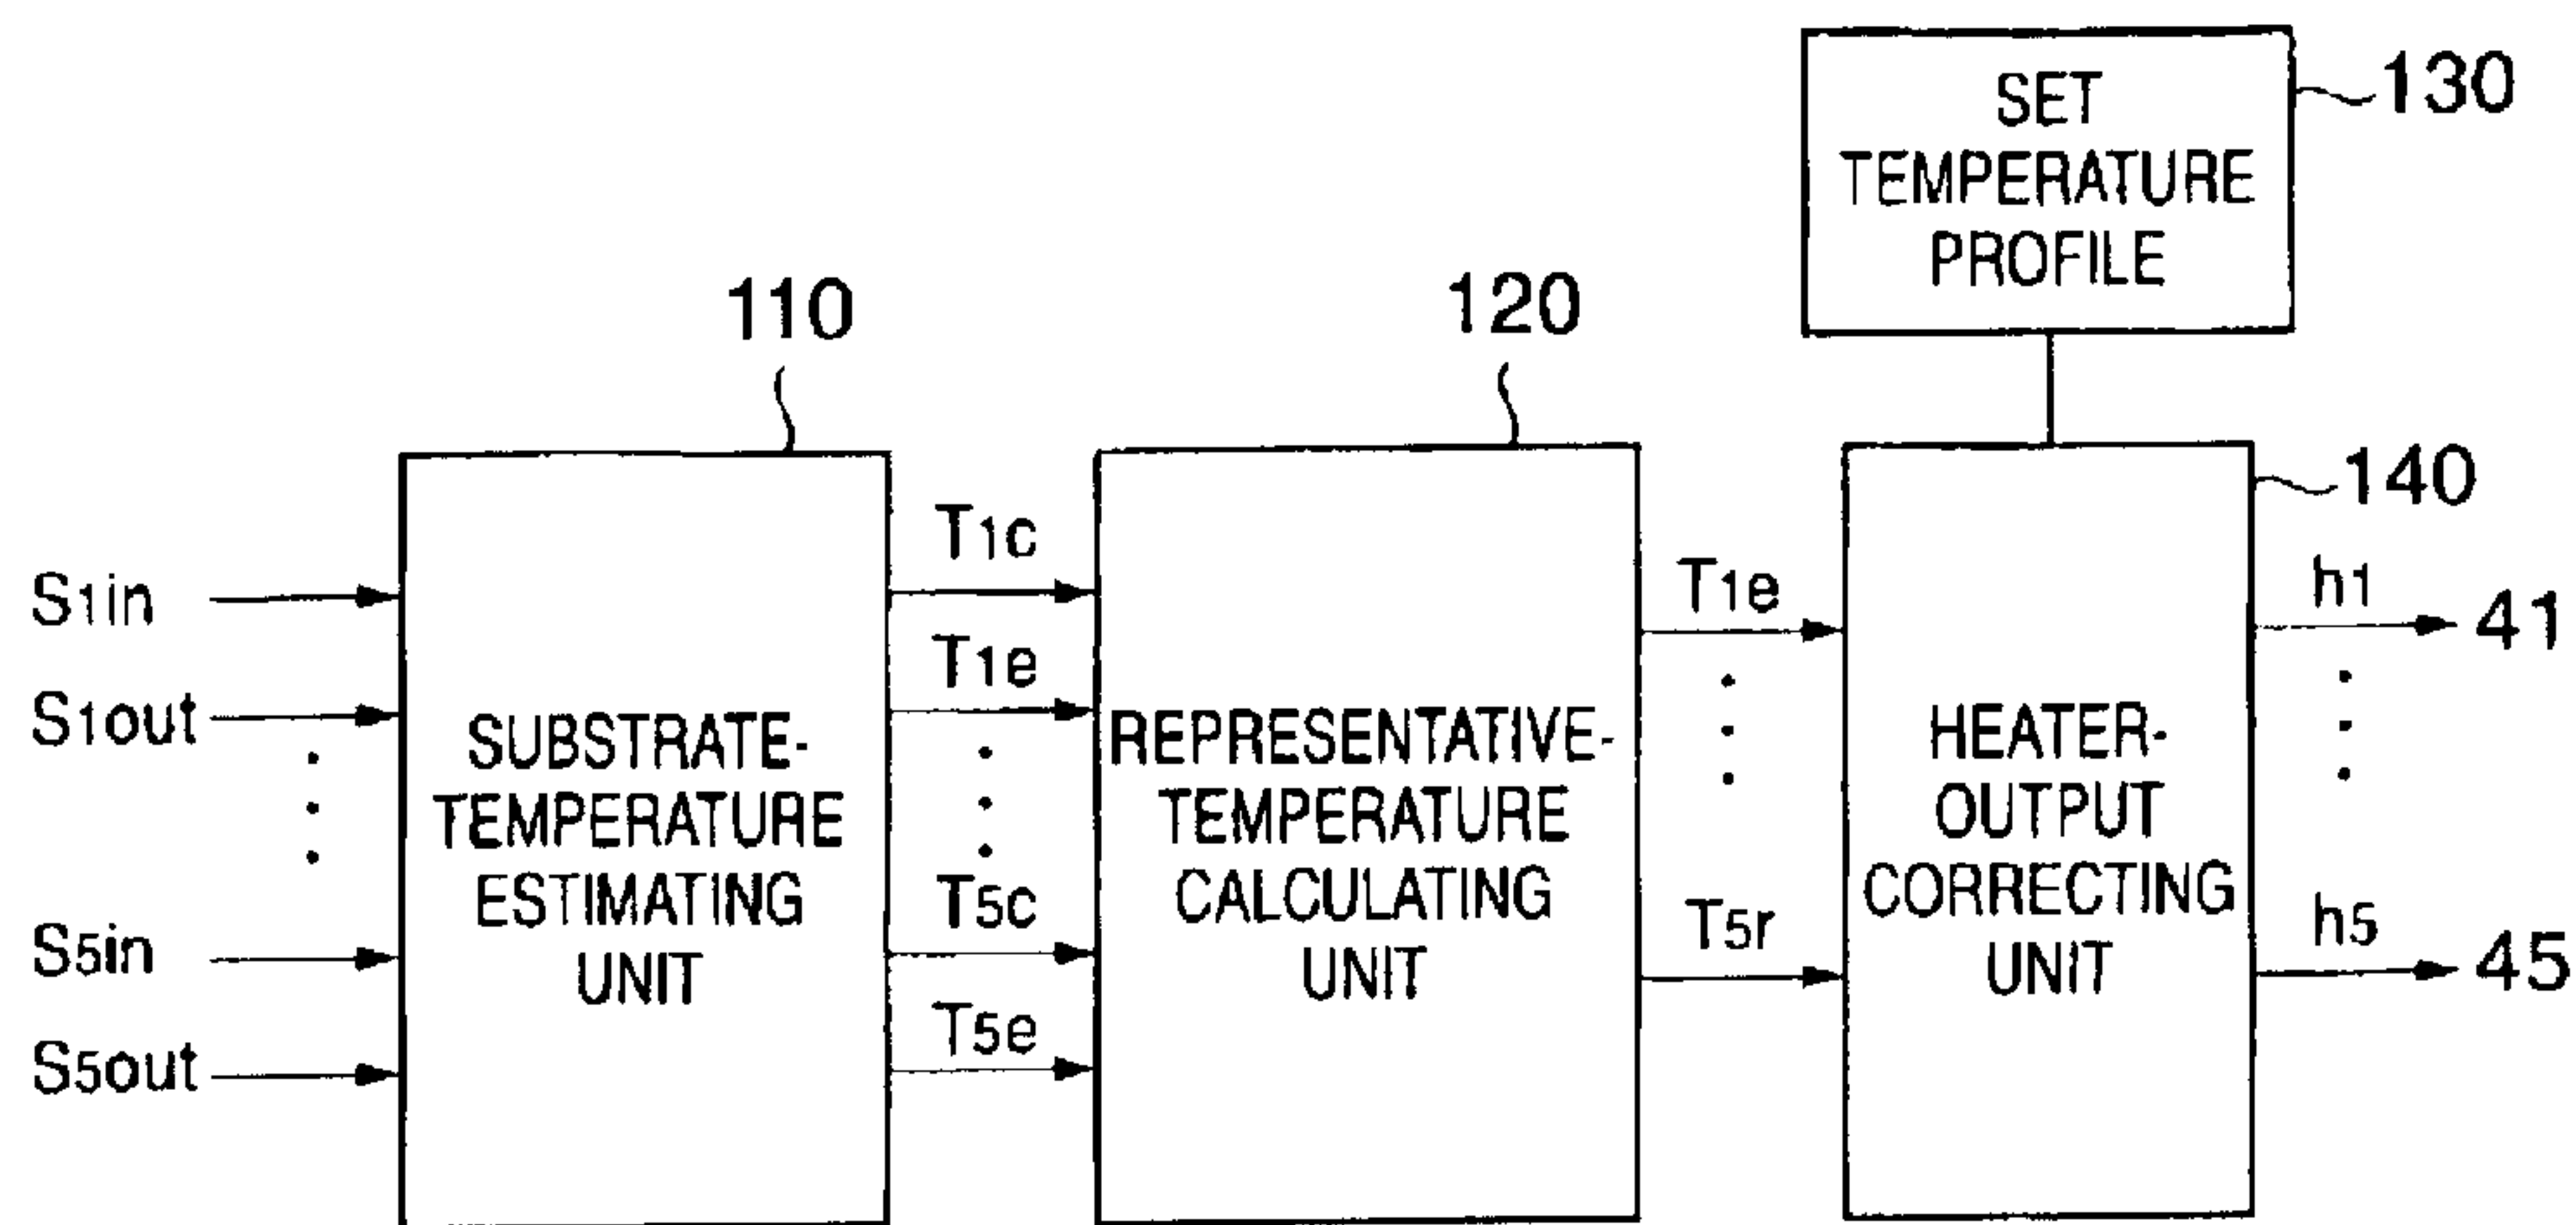 SET
TEMPERATURE
PROFILE
130
110
120
140
S1in
S1out
S5in
S5out
SUBSTRATE-
TEMPERATURE
ESTIMATING
UNIT
T1c
T1e
T5c
T5e
REPRESENTATIVE-
TEMPERATURE
CALCULATING
UNIT
T1e
T5r
HEATER-
OUTPUT
CORRECTING
UNIT
h1
41
h5
45